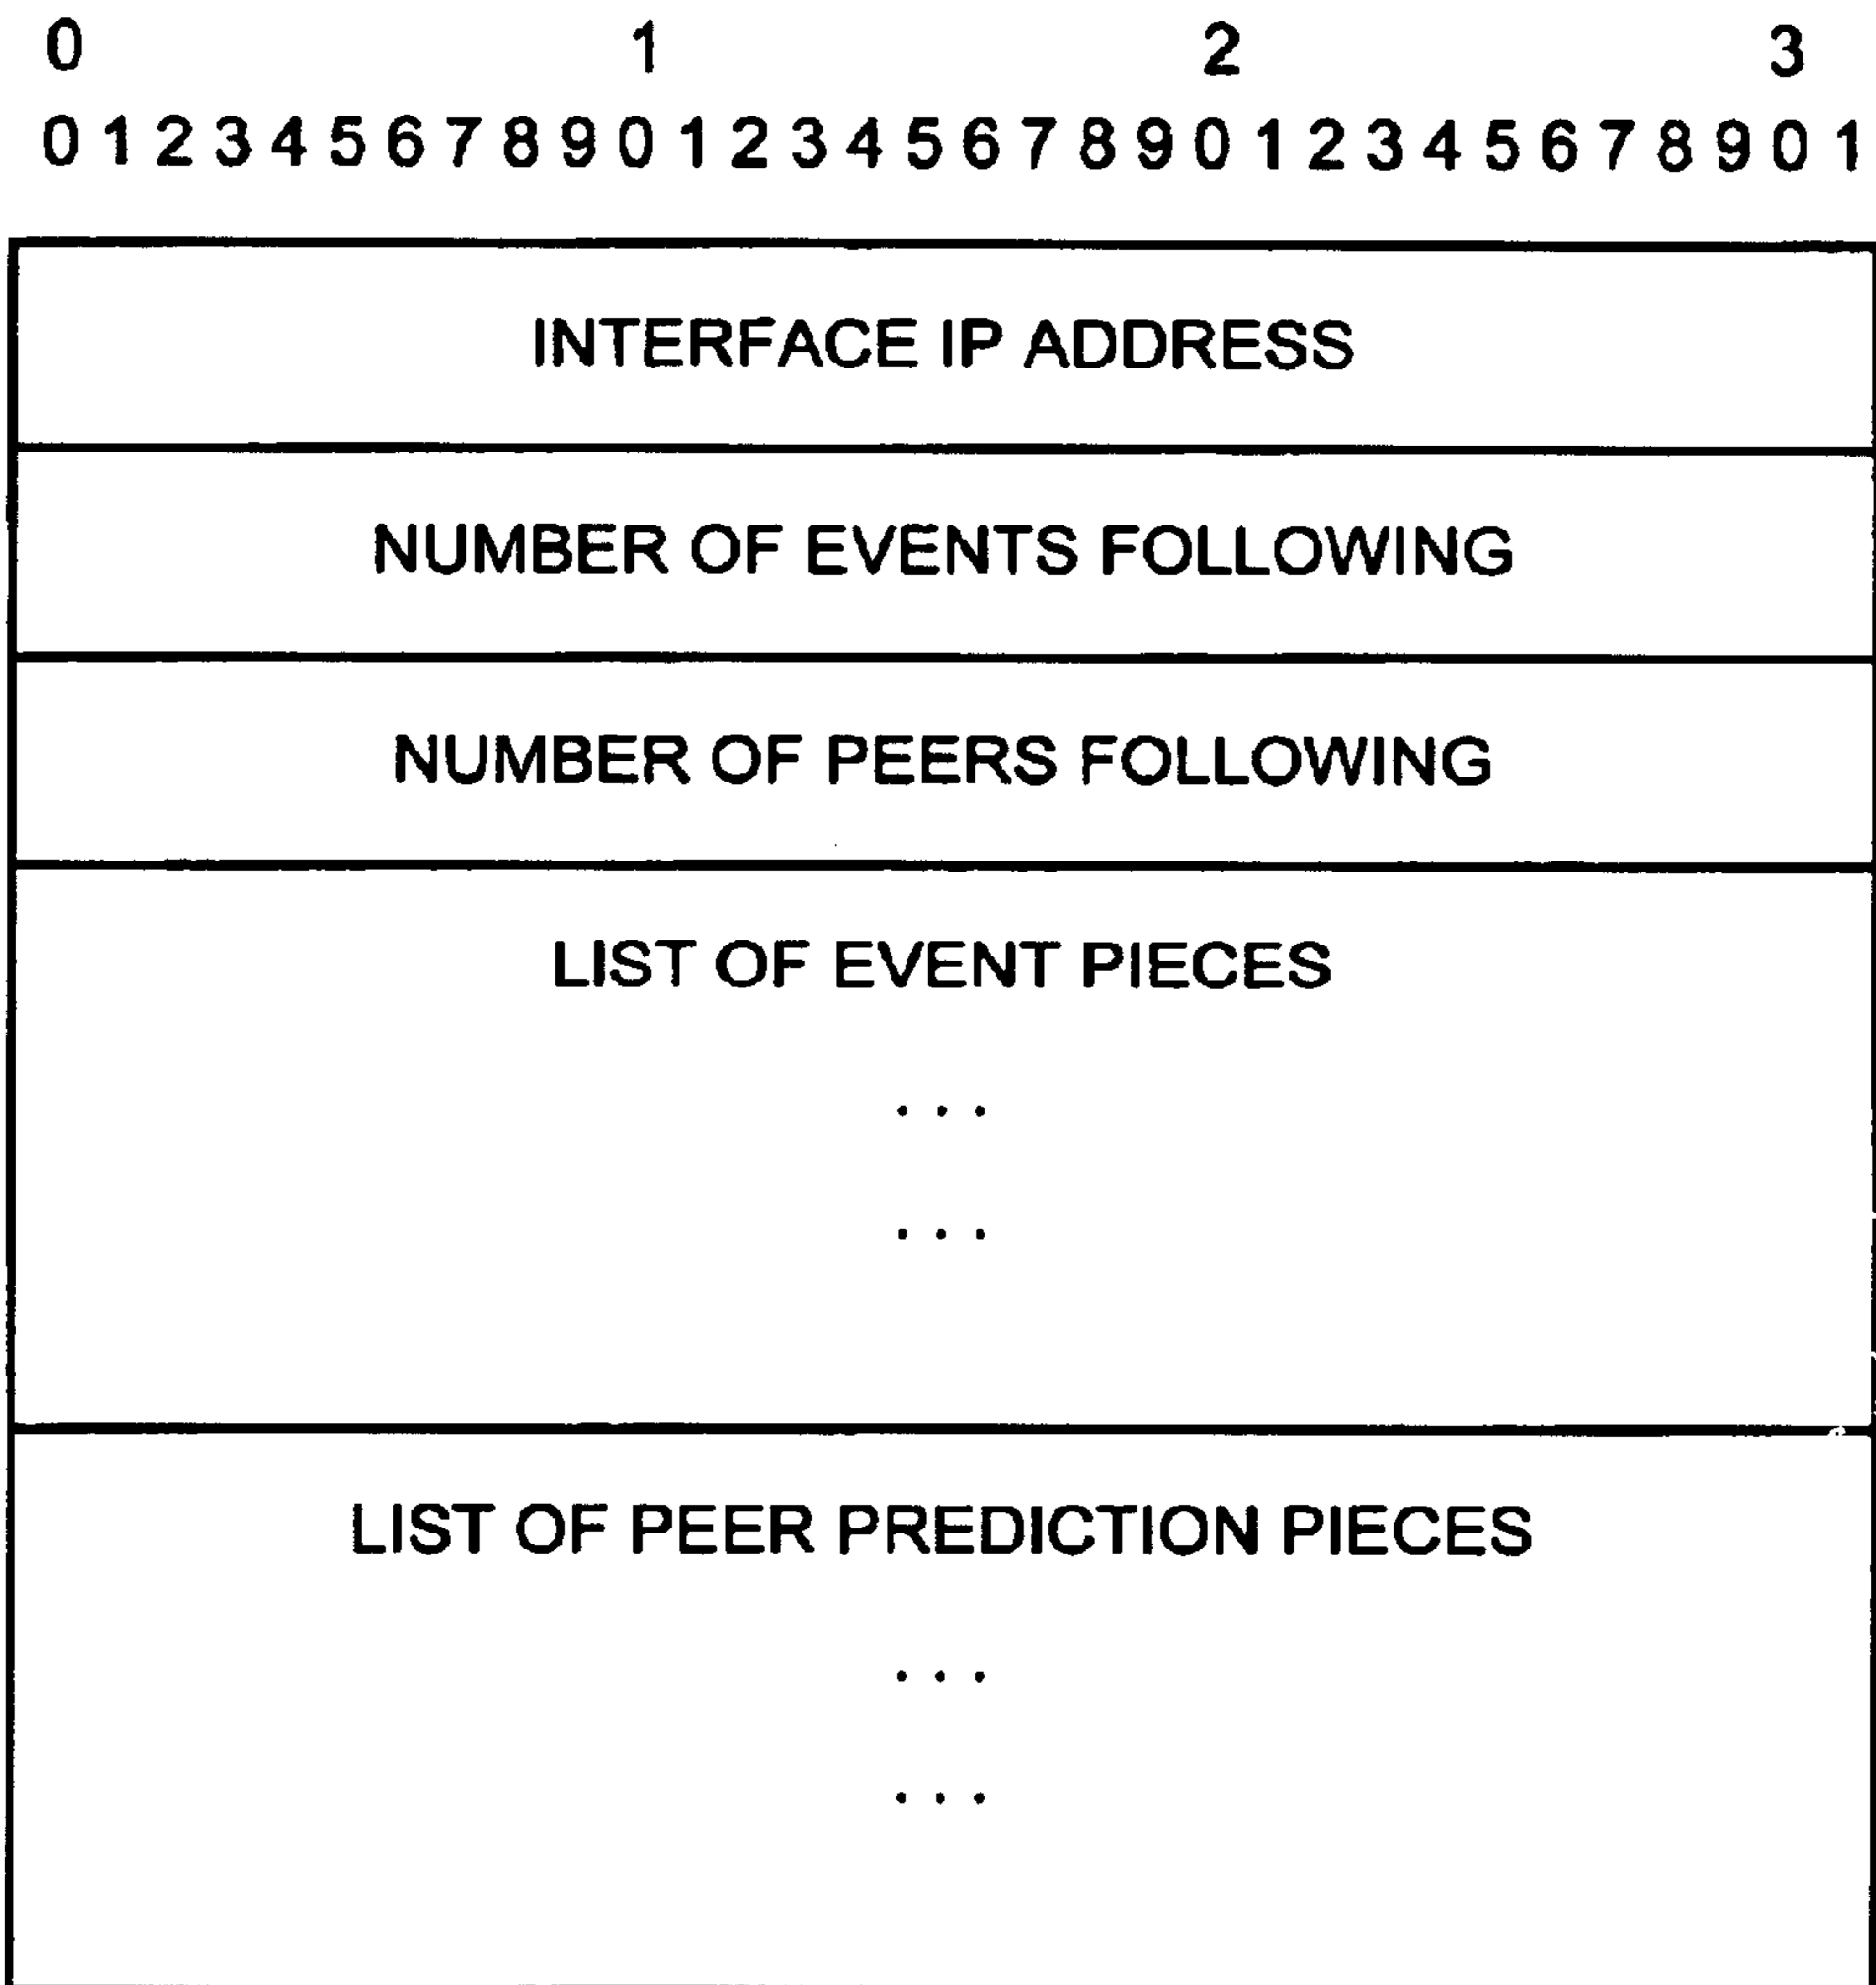 0 1 2 3
0 1 2 3 4 5 6 7 8 9 0 1 2 3 4 5 6 7 8 9 0 1 2 3 4 5 6 7 8 9 0 1
INTERFACE IP ADDRESS
NUMBER OF EVENTS FOLLOWING
NUMBER OF PEERS FOLLOWING
LIST OF EVENT PIECES
...
...
LIST OF PEER PREDICTION PIECES
...
...